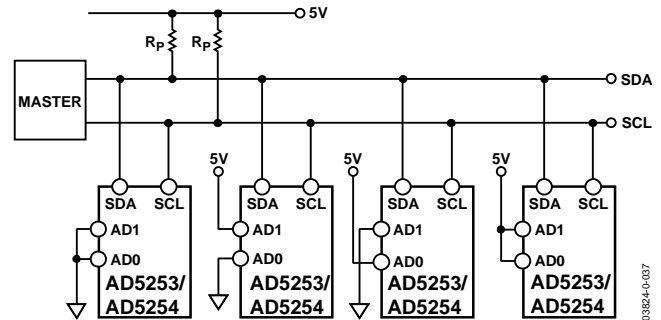 5V
RP RP
MASTER
SDA
SCL
5V 5V 5V
SDA SCL SDA SCL SDA SCL SDA SCL
AD1 AD1 AD1 AD1
AD0 AD0 AD0 AD0
AD5253/ AD5253/ AD5253/ AD5253/
AD5254 AD5254 AD5254 AD5254
03824-0-037